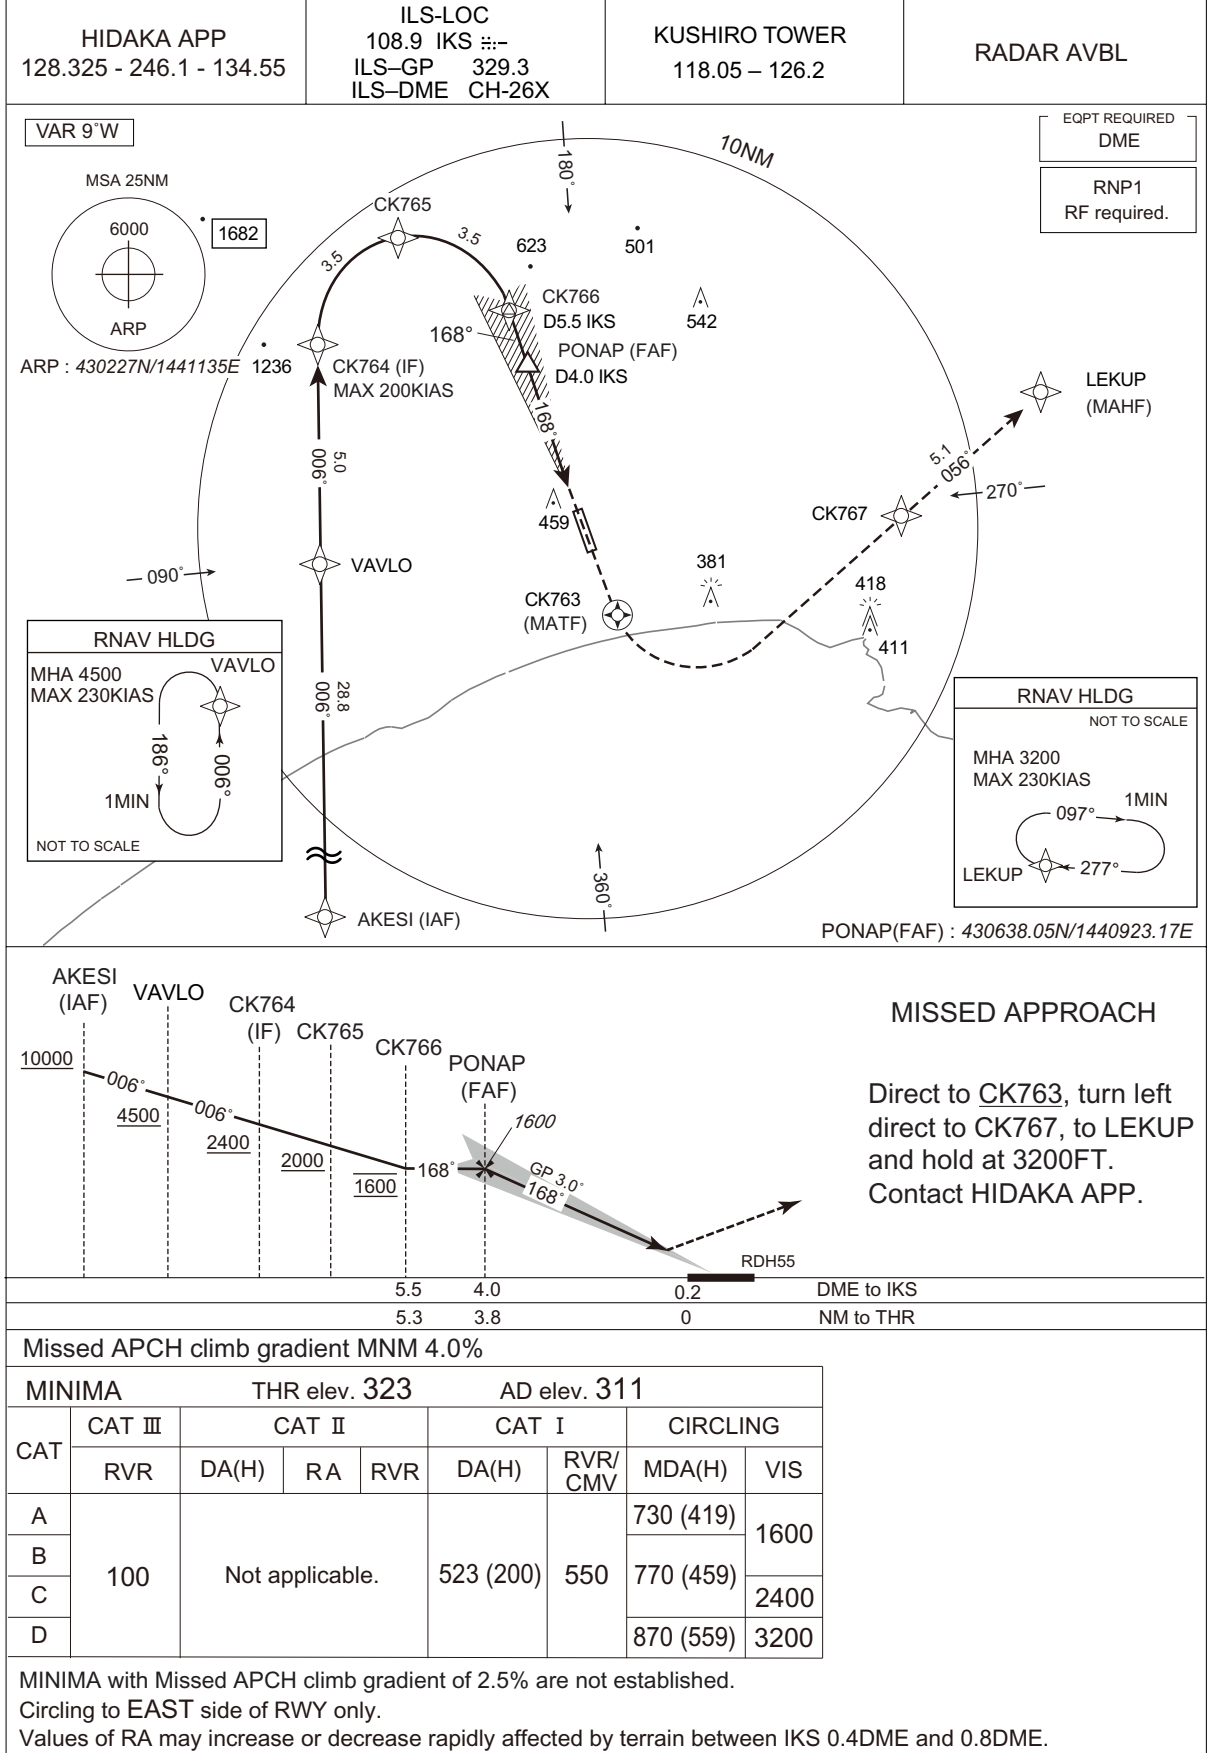 HIDAKA APP
128.325 - 246.1 - 134.55
ILS-LOC
108.9 IKS
ILS–GP 329.3
ILS–DME CH-26X
KUSHIRO TOWER
118.05 – 126.2
RADAR AVBL
VAR 9°W
EQPT REQUIRED
DME
RNP1
RF required.
MSA 25NM
6000
ARP
1682
ARP : 430227N/1441135E
1236
10NM
180°
CK765
3.5
3.5
623
501
542
CK766
D5.5 IKS
168°
PONAP (FAF)
D4.0 IKS
CK764 (IF)
MAX 200KIAS
168°
LEKUP
(MAHF)
5.1
056°
270°
5.0
006°
459
CK767
VAVLO
090°
381
418
411
CK763
(MATF)
RNAV HLDG
MHA 4500
MAX 230KIAS
VAVLO
186°
006°
1MIN
NOT TO SCALE
28.8
006°
RNAV HLDG
NOT TO SCALE
MHA 3200
MAX 230KIAS
1MIN
097°
277°
LEKUP
360°
AKESI (IAF)
PONAP(FAF) : 430638.05N/1440923.17E
AKESI
(IAF)
VAVLO
CK764
(IF)
CK765
CK766
PONAP
(FAF)
10000
006°
4500
006°
2400
2000
1600
168°
1600
GP 3.0°
168°
RDH55
MISSED APPROACH
Direct to CK763, turn left
direct to CK767, to LEKUP
and hold at 3200FT.
Contact HIDAKA APP.
5.5 4.0 0.2 DME to IKS
5.3 3.8 0 NM to THR
Missed APCH climb gradient MNM 4.0%
MINIMA THR elev. 323 AD elev. 311
CAT CAT Ⅲ CAT Ⅱ CAT Ⅰ CIRCLING
RVR DA(H) RA RVR DA(H) RVR/CMV MDA(H) VIS
A 730 (419) 1600
B
100 Not applicable. 523 (200) 550 770 (459)
C 2400
D 870 (559) 3200
MINIMA with Missed APCH climb gradient of 2.5% are not established.
Circling to EAST side of RWY only.
Values of RA may increase or decrease rapidly affected by terrain between IKS 0.4DME and 0.8DME.